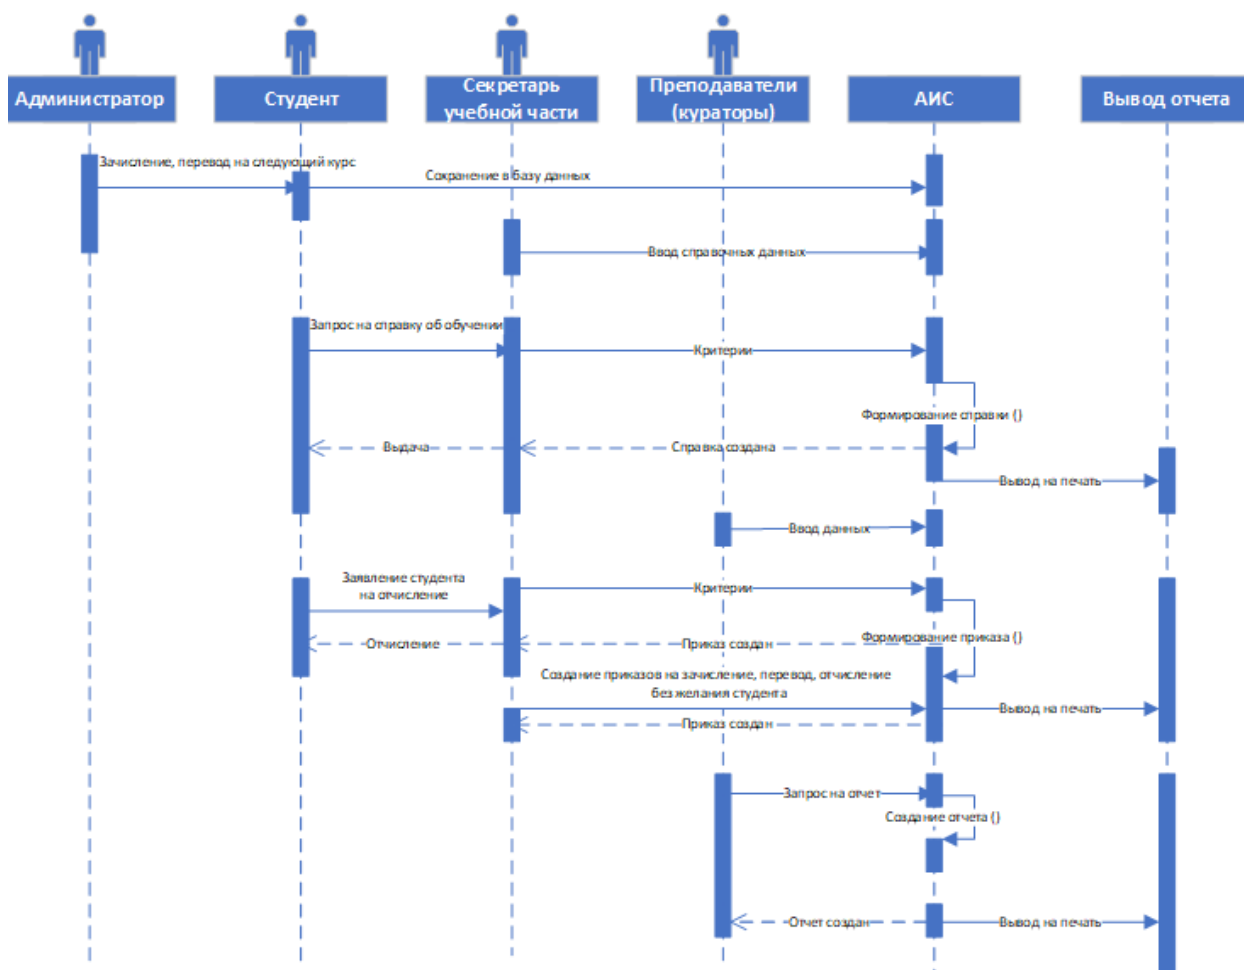 Администратор
Студент
Секретарь
учебной части
Преподаватели
(кураторы)
АИС
Вывод отчета
Зачисление, перевод на следующий курс
Сохранение в базу данных
Ввод справочных данных
Запрос на справку об обучении
Критерии
Формирование справки {}
Выдача
Справка создана
Вывод на печать
Ввод данных
Заявление студента
на отчисление
Критерии
Формирование приказа {}
Отчисление
Приказ создан
Создание приказов на зачисление, перевод, отчисление
без желания студента
Вывод на печать
Приказ создан
Запрос на отчет
Создание отчета {}
Отчет создан
Вывод на печать